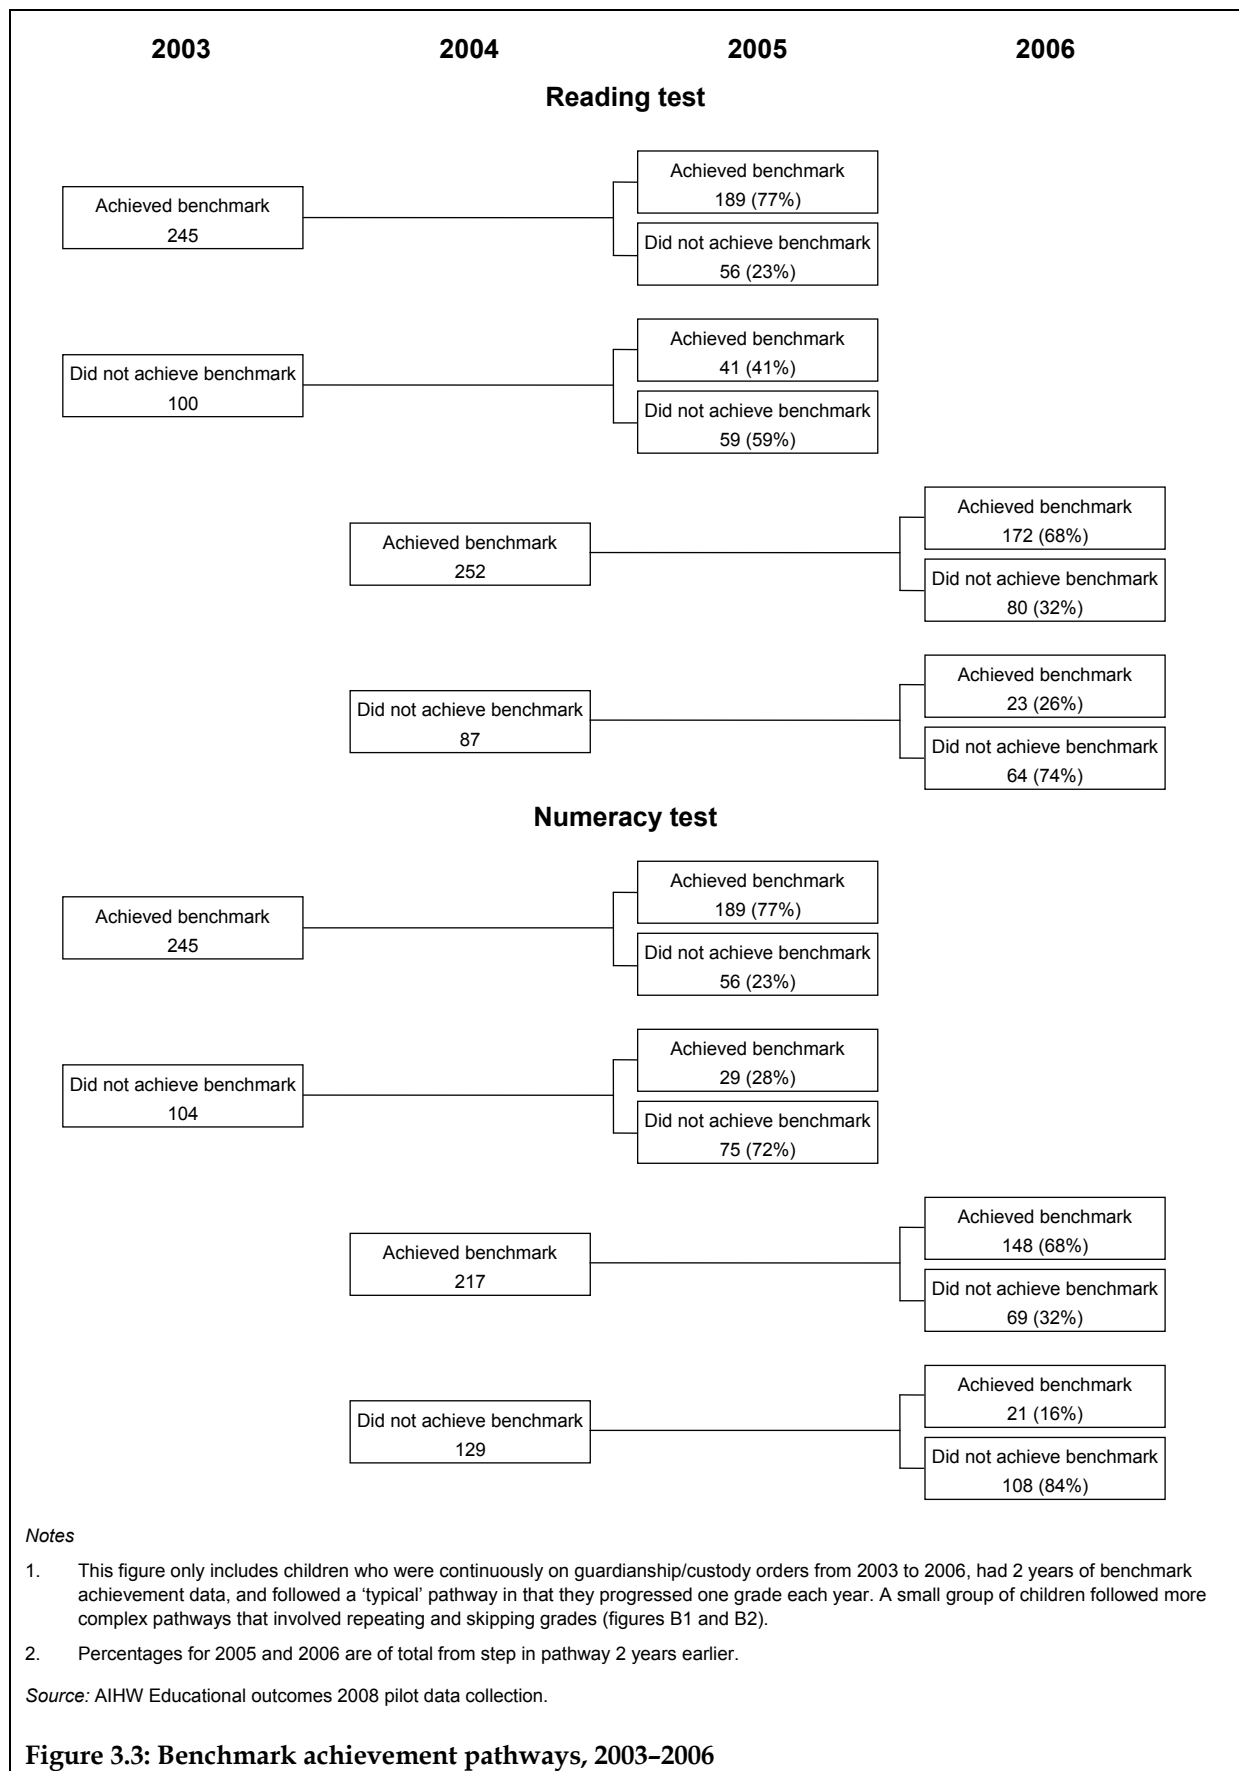 2003 2004 2005 2006
Reading test
Achieved benchmark
245
Achieved benchmark
189 (77%)
Did not achieve benchmark
56 (23%)
Did not achieve benchmark
100
Achieved benchmark
41 (41%)
Did not achieve benchmark
59 (59%)
Achieved benchmark
252
Achieved benchmark
172 (68%)
Did not achieve benchmark
80 (32%)
Did not achieve benchmark
87
Achieved benchmark
23 (26%)
Did not achieve benchmark
64 (74%)
Numeracy test
Achieved benchmark
245
Achieved benchmark
189 (77%)
Did not achieve benchmark
56 (23%)
Did not achieve benchmark
104
Achieved benchmark
29 (28%)
Did not achieve benchmark
75 (72%)
Achieved benchmark
217
Achieved benchmark
148 (68%)
Did not achieve benchmark
69 (32%)
Did not achieve benchmark
129
Achieved benchmark
21 (16%)
Did not achieve benchmark
108 (84%)
Notes
1. This figure only includes children who were continuously on guardianship/custody orders from 2003 to 2006, had 2 years of benchmark
achievement data, and followed a ‘typical’ pathway in that they progressed one grade each year. A small group of children followed more
complex pathways that involved repeating and skipping grades (figures B1 and B2).
2. Percentages for 2005 and 2006 are of total from step in pathway 2 years earlier.
Source: AIHW Educational outcomes 2008 pilot data collection.
Figure 3.3: Benchmark achievement pathways, 2003–2006